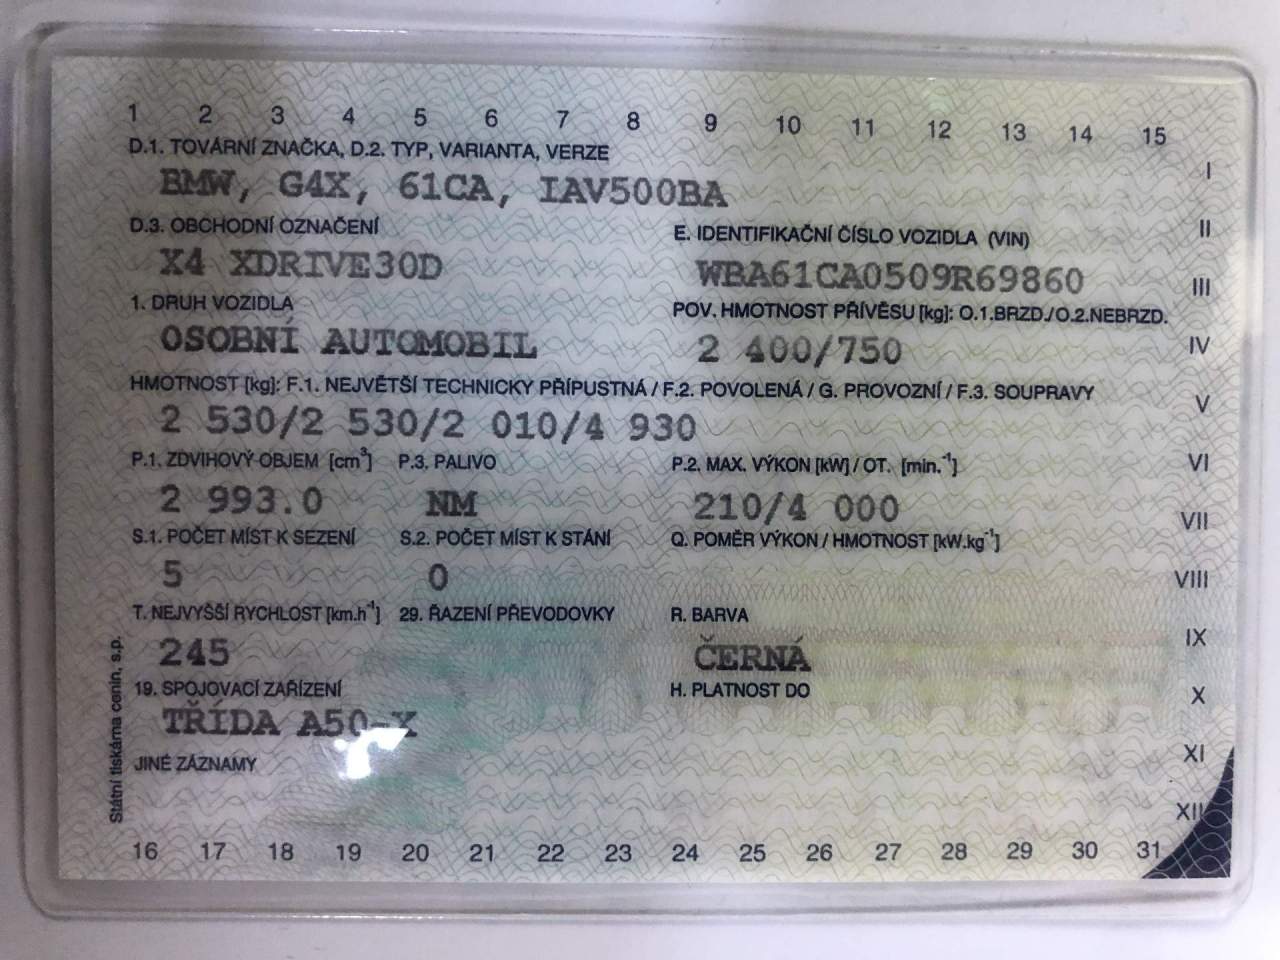 1 2 3 4 5 6 7 8 9 10 11 12 13 14 15
D.1. TOVÁRNÍ ZNAČKA, D.2. TYP, VARIANTA, VERZE
I
BMW, G4X, 61CA, IAV500BA
D.3. OBCHODNÍ OZNAČENÍ
E. IDENTIFIKAČNÍ ČÍSLO VOZIDLA (VIN)
II
X4 XDRIVE30D
WBA61CA0509R69860
III
1. DRUH VOZIDLA
POV. HMOTNOST PŘÍVĚSU [kg]: O.1.BRZD./O.2.NEBRZD.
OSOBNÍ AUTOMOBIL
2 400/750
IV
HMOTNOST [kg]: F.1. NEJVĚTŠÍ TECHNICKY PŘÍPUSTNÁ / F.2. POVOLENÁ / G. PROVOZNÍ / F.3. SOUPRAVY
V
2 530/2 530/2 010/4 930
P.1. ZDVIHOVÝ OBJEM [cm³]
P.3. PALIVO
P.2. MAX. VÝKON [kW] / OT. [min.⁻¹]
VI
2 993.0
NM
210/4 000
VII
S.1. POČET MÍST K SEZENÍ
S.2. POČET MÍST K STÁNÍ
Q. POMĚR VÝKON / HMOTNOST [kW.kg⁻¹]
5
0
VIII
T. NEJVYŠŠÍ RYCHLOST [km.h⁻¹]
29. ŘAZENÍ PŘEVODOVKY
R. BARVA
IX
245
ČERNÁ
19. SPOJOVACÍ ZAŘÍZENÍ
H. PLATNOST DO
X
TŘÍDA A50-X
JINÉ ZÁZNAMY
XI
XII
Státní tiskárna cenin, s.p.
16 17 18 19 20 21 22 23 24 25 26 27 28 29 30 31